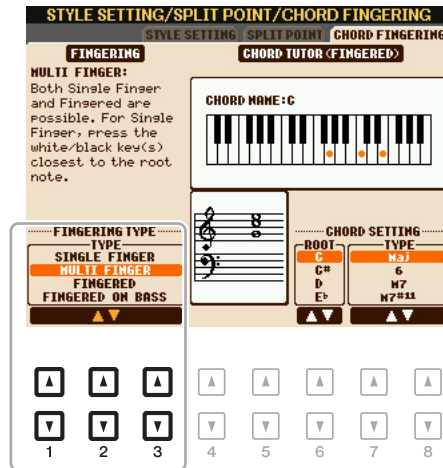 STYLE SETTING/SPLIT POINT/CHORD FINGERING
STYLE SETTING SPLIT POINT CHORD FINGERING
FINGERING
CHORD TUTOR (FINGERED)
MULTI FINGER:
Both Single Finger
and Fingered are
possible. For Single
Finger, press the
white/black key(s)
closest to the root
note.
CHORD NAME:C
FINGERING TYPE
TYPE
SINGLE FINGER
MULTI FINGER
FINGERED
FINGERED ON BASS
CHORD SETTING
ROOT
C
C#
D
E♭
TYPE
Maj
6
M7
M7#11
1 2 3 4 5 6 7 8